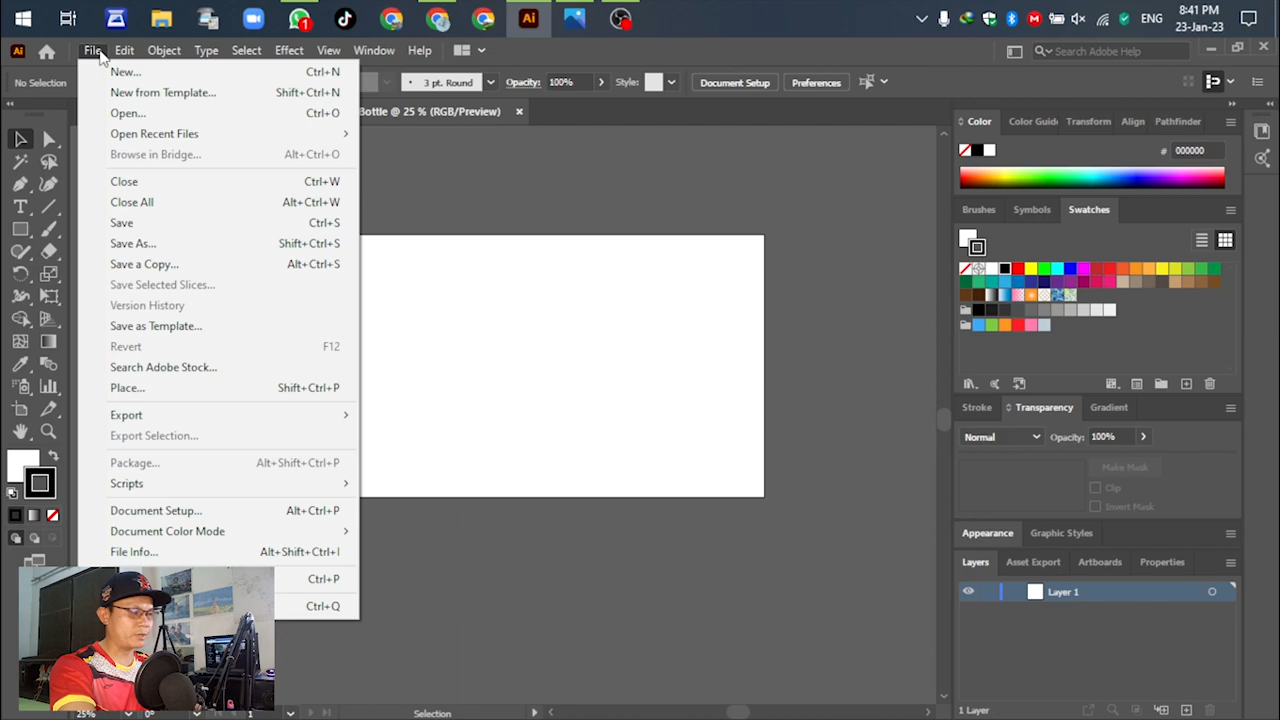 8:41 PM
ENG
23-Jan-23
1
Ai
Ai
File Edit Object Type Select Effect View Window Help
Search Adobe Help
No Selection
3 pt. Round
Opacity: 100%
Style:
Document Setup
Preferences
Bottle @ 25 % (RGB/Preview)
New... Ctrl+N
New from Template... Shift+Ctrl+N
Open... Ctrl+O
Open Recent Files
Browse in Bridge... Alt+Ctrl+O
Close Ctrl+W
Close All Alt+Ctrl+W
Save Ctrl+S
Save As... Shift+Ctrl+S
Save a Copy... Alt+Ctrl+S
Save Selected Slices...
Version History
Save as Template...
Revert F12
Search Adobe Stock...
Place... Shift+Ctrl+P
Export
Export Selection...
Package... Alt+Shift+Ctrl+P
Scripts
Document Setup... Alt+Ctrl+P
Document Color Mode
File Info... Alt+Shift+Ctrl+I
Ctrl+P
Ctrl+Q
Color Color Guide Transform Align Pathfinder
# 000000
Brushes Symbols Swatches
Stroke Transparency Gradient
Normal Opacity: 100%
Make Mask
Clip
Invert Mask
Appearance Graphic Styles
Layers Asset Export Artboards Properties
Layer 1
1 Layer
25% 0° 1 Selection